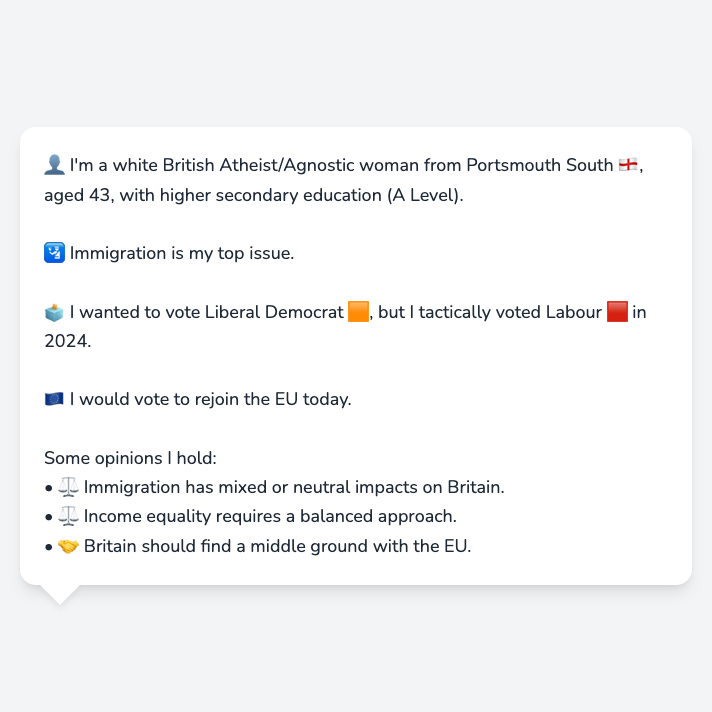 👤 I'm a white British Atheist/Agnostic woman from Portsmouth South 🏴󠁧󠁢󠁥󠁮󠁧󠁿,
aged 43, with higher secondary education (A Level).
🛂 Immigration is my top issue.
🗳️ I wanted to vote Liberal Democrat 🟧, but I tactically voted Labour 🟥 in
2024.
🇪🇺 I would vote to rejoin the EU today.
Some opinions I hold:
• ⚖️ Immigration has mixed or neutral impacts on Britain.
• ⚖️ Income equality requires a balanced approach.
• 🤝 Britain should find a middle ground with the EU.